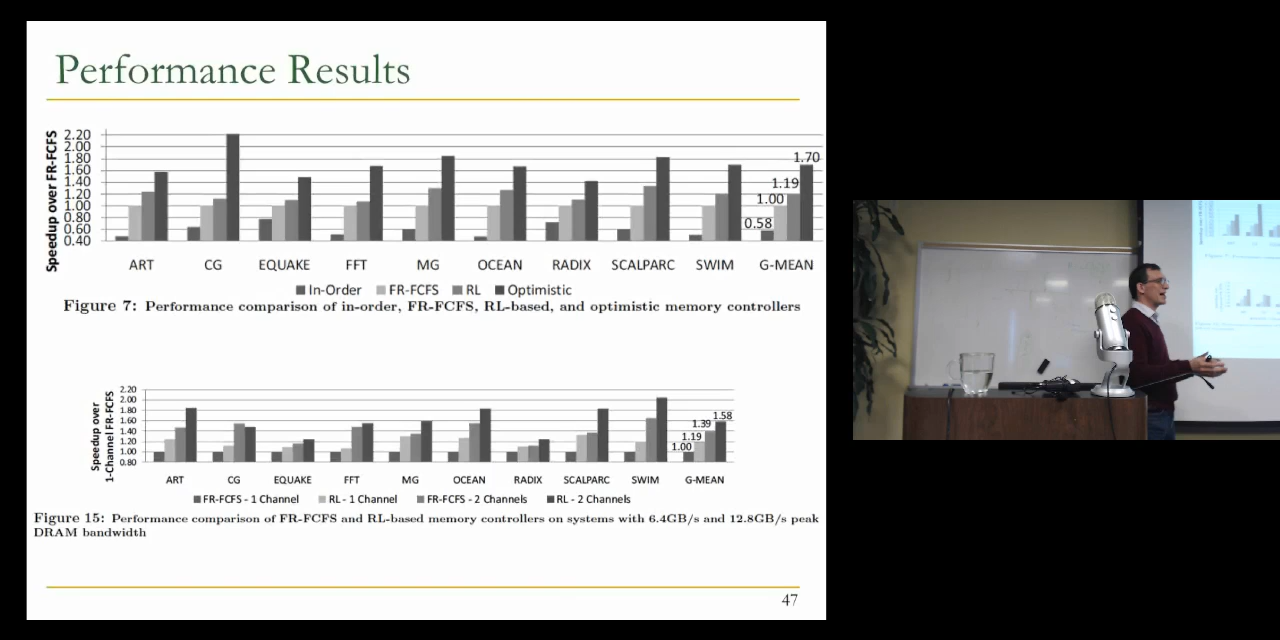 Performance Results
Speedup over FR-FCFS
2.20
2.00
1.80
1.60
1.40
1.20
1.00
0.80
0.60
0.40
0.58
1.00
1.19
1.70
ART CG EQUAKE FFT MG OCEAN RADIX SCALPARC SWIM G-MEAN
In-Order FR-FCFS RL Optimistic
Figure 7: Performance comparison of in-order, FR-FCFS, RL-based, and optimistic memory controllers
Speedup over
1-Channel FR-FCFS
2.20
2.00
1.80
1.60
1.40
1.20
1.00
0.80
1.00
1.19
1.39
1.58
ART CG EQUAKE FFT MG OCEAN RADIX SCALPARC SWIM G-MEAN
FR-FCFS - 1 Channel RL - 1 Channel FR-FCFS - 2 Channels RL - 2 Channels
Figure 15: Performance comparison of FR-FCFS and RL-based memory controllers on systems with 6.4GB/s and 12.8GB/s peak
DRAM bandwidth
47